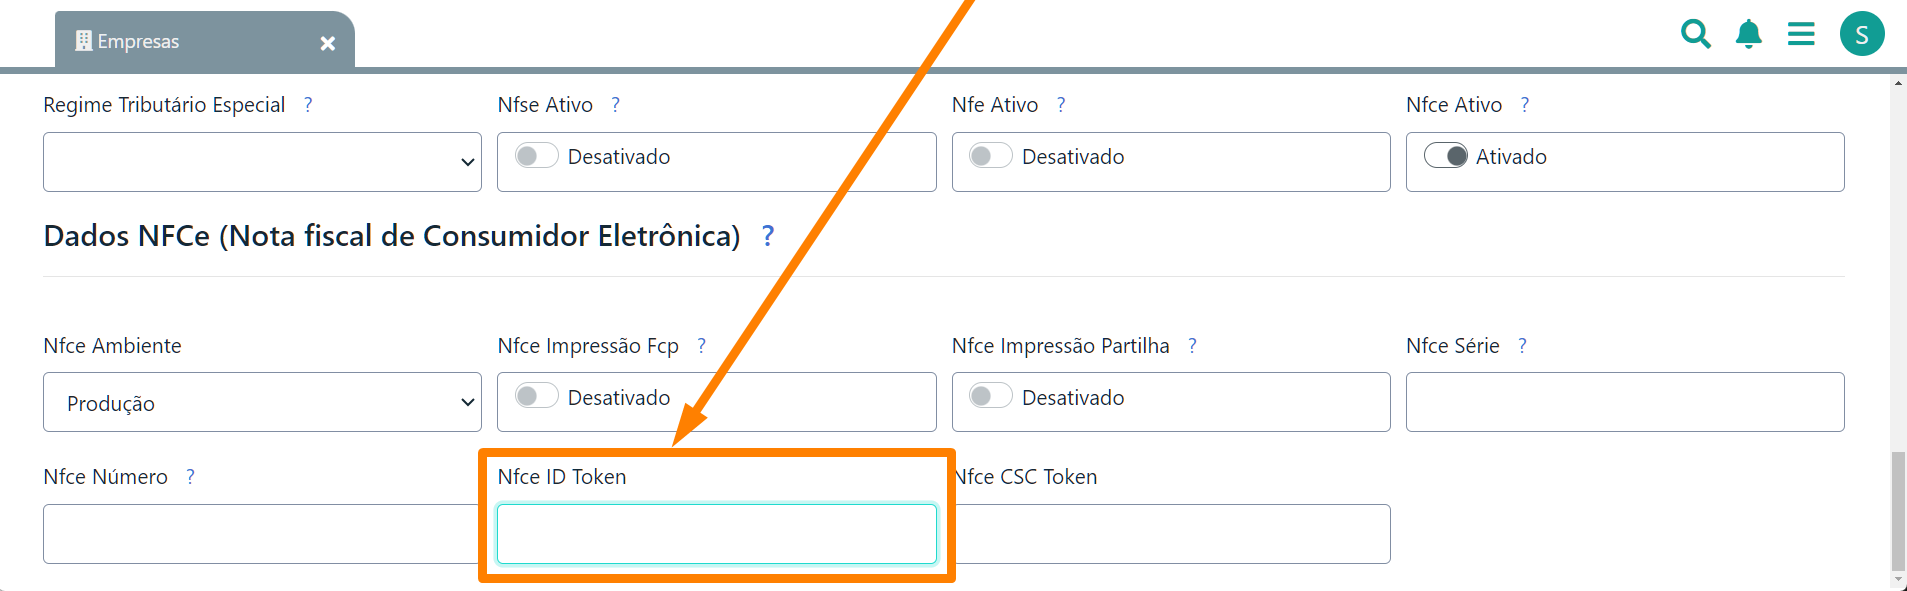 Empresas
S
Regime Tributário Especial ? Nfse Ativo ? Nfe Ativo ? Nfce Ativo ?
Desativado Desativado Ativado
Dados NFCe (Nota fiscal de Consumidor Eletrônica) ?
Nfce Ambiente Nfce Impressão Fcp ? Nfce Impressão Partilha ? Nfce Série ?
Produção Desativado Desativado
Nfce Número ? Nfce ID Token Nfce CSC Token